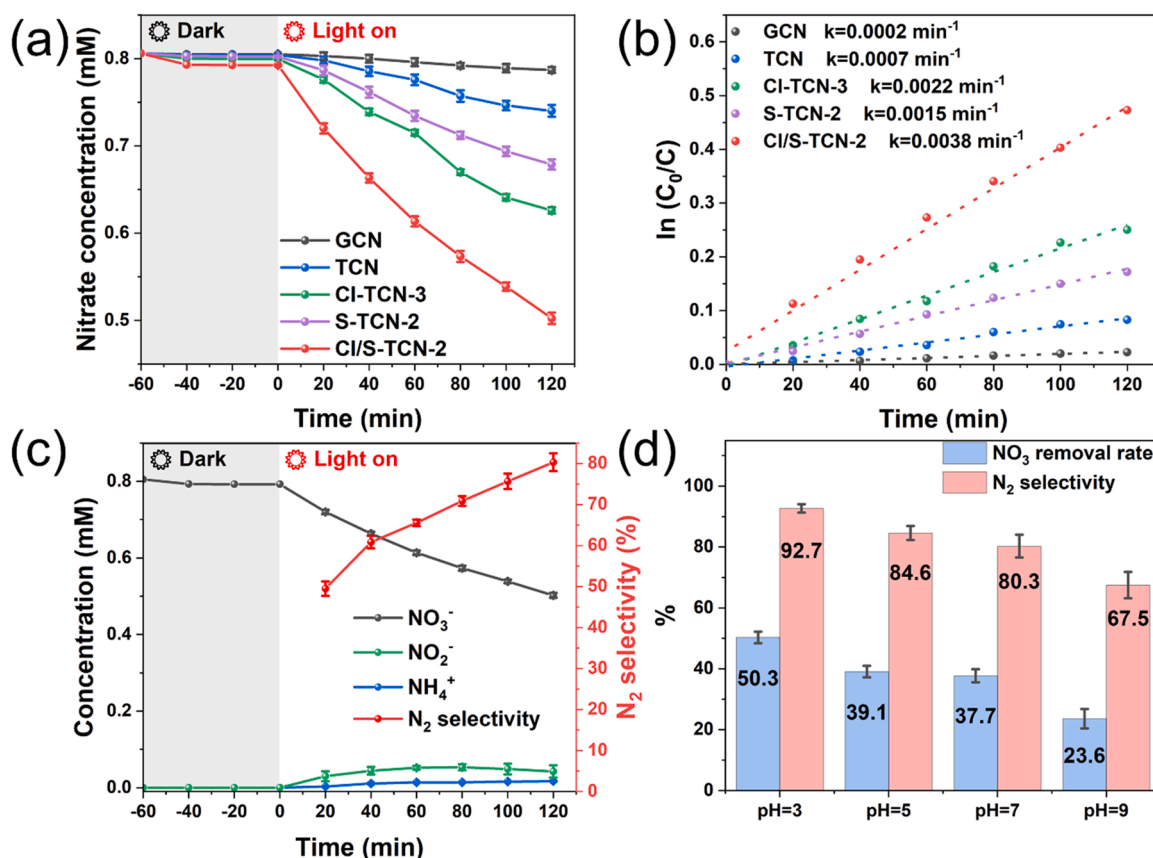 (a)
Dark
Light on
Nitrate concentration (mM)
0.8
0.7
0.6
0.5
GCN
TCN
Cl-TCN-3
S-TCN-2
Cl/S-TCN-2
-60 -40 -20 0 20 40 60 80 100 120
Time (min)
(b)
GCN k=0.0002 min⁻¹
TCN k=0.0007 min⁻¹
Cl-TCN-3 k=0.0022 min⁻¹
S-TCN-2 k=0.0015 min⁻¹
Cl/S-TCN-2 k=0.0038 min⁻¹
ln (C₀/C)
0.6
0.5
0.4
0.3
0.2
0.1
0.0
0 20 40 60 80 100 120
Time (min)
(c)
Dark
Light on
Concentration (mM)
0.8
0.6
0.4
0.2
0.0
NO₃⁻
NO₂⁻
NH₄⁺
N₂ selectivity
80
75
70
65
60
55
50
45
40
35
30
25
20
15
10
5
0
N₂ selectivity (%)
-60 -40 -20 0 20 40 60 80 100 120
Time (min)
(d)
NO₃ removal rate
N₂ selectivity
%
100
80
60
40
20
0
92.7
84.6
80.3
67.5
50.3
39.1
37.7
23.6
pH=3 pH=5 pH=7 pH=9